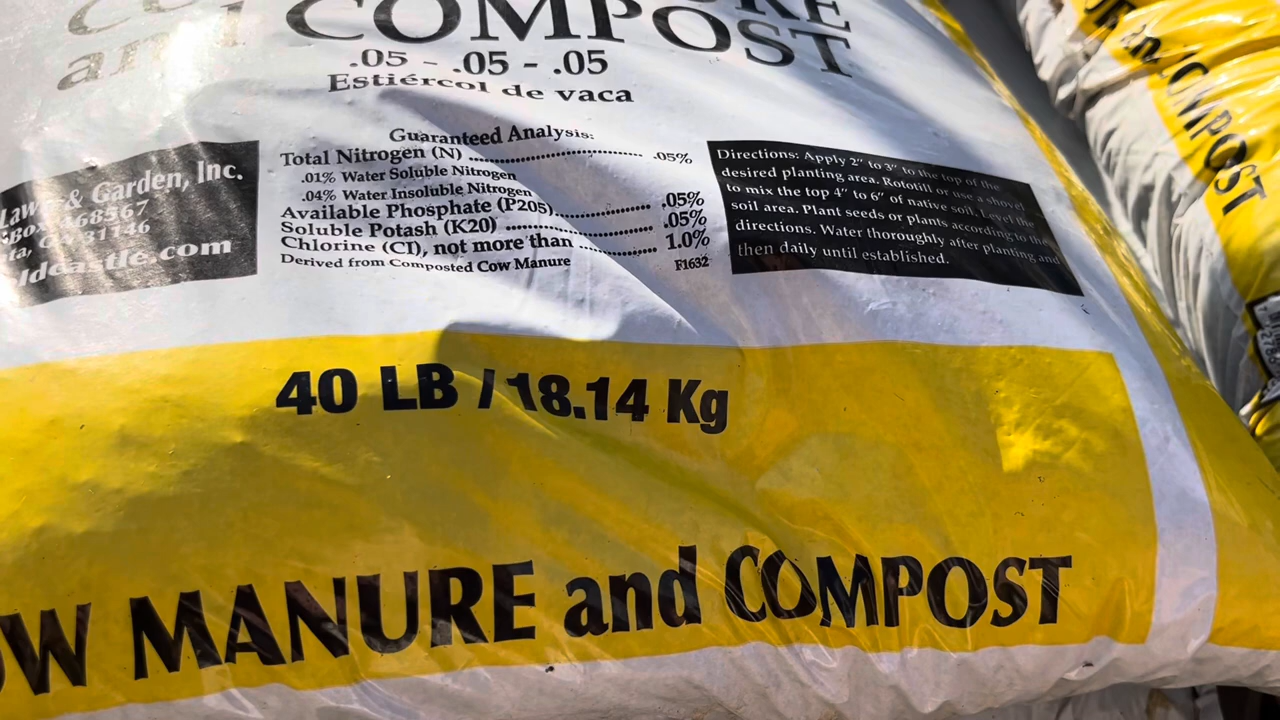 and COMPOST
.05 - .05 - .05
Estiércol de vaca
Guaranteed Analysis:
Total Nitrogen (N) .05%
.01% Water Soluble Nitrogen
.04% Water Insoluble Nitrogen
Available Phosphate (P205) .05%
Soluble Potash (K20) .05%
Chlorine (CI), not more than 1.0%
Derived from Composted Cow Manure F1632
& Garden, Inc.
Box 468567
31146
Directions: Apply 2" to 3" to the top of the
desired planting area. Rototill or use a shovel
to mix the top 4" to 6" of native soil. Level the
soil area. Plant seeds or plants according to the
directions. Water thoroughly after planting and
then daily until established.
40 LB / 18.14 Kg
MANURE and COMPOST
COMPOST